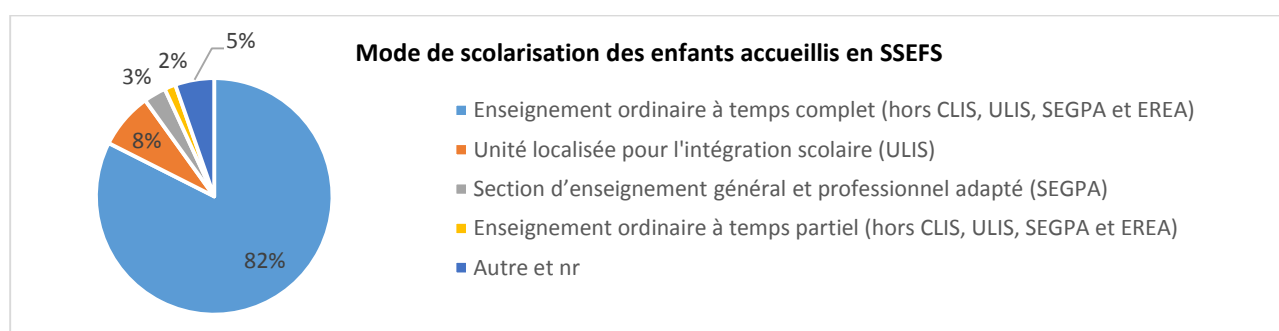 5%
2%
3%
8%
82%
Mode de scolarisation des enfants accueillis en SSEFS
Enseignement ordinaire à temps complet (hors CLIS, ULIS, SEGPA et EREA)
Unité localisée pour l'intégration scolaire (ULIS)
Section d’enseignement général et professionnel adapté (SEGPA)
Enseignement ordinaire à temps partiel (hors CLIS, ULIS, SEGPA et EREA)
Autre et nr